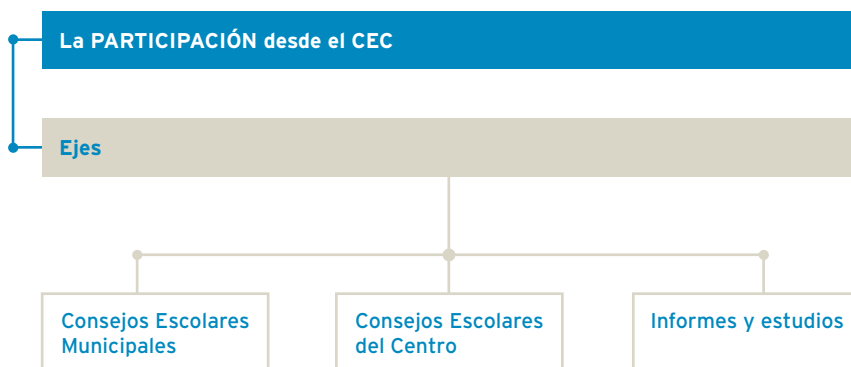 La PARTICIPACIÓN desde el CEC
Ejes
Consejos Escolares
Municipales
Consejos Escolares
del Centro
Informes y estudios